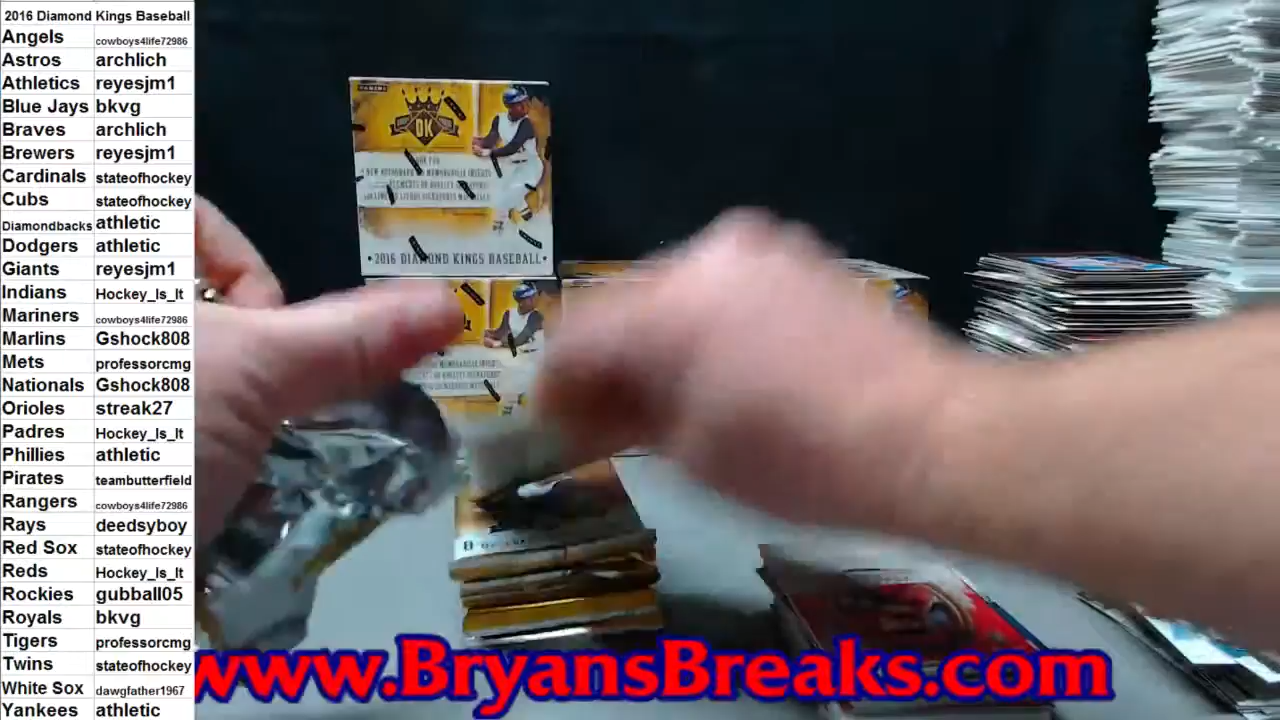 2016 Diamond Kings Baseball
Angels cowboys4life72986
Astros archlich
Athletics reyesjm1
Blue Jays bkvg
Braves archlich
Brewers reyesjm1
Cardinals stateofhockey
Cubs stateofhockey
Diamondbacks athletic
Dodgers athletic
Giants reyesjm1
Indians Hockey_Is_It
Mariners cowboys4life72986
Marlins Gshock808
Mets professorcmg
Nationals Gshock808
Orioles streak27
Padres Hockey_Is_It
Phillies athletic
Pirates teambutterfield
Rangers cowboys4life72986
Rays deedsyboy
Red Sox stateofhockey
Reds Hockey_Is_It
Rockies gubball05
Royals bkvg
Tigers professorcmg
Twins stateofhockey
White Sox dawgfather1967
Yankees athletic
PANINI
DK
2016 DIAMOND KINGS BASEBALL
www.BryansBreaks.com